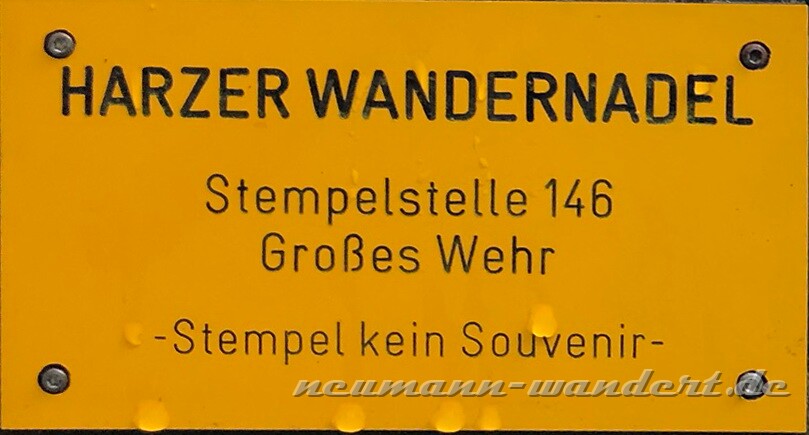 HARZER WANDERNADEL
Stempelstelle 146
Großes Wehr
-Stempel kein Souvenir-
neumann-wandert.de